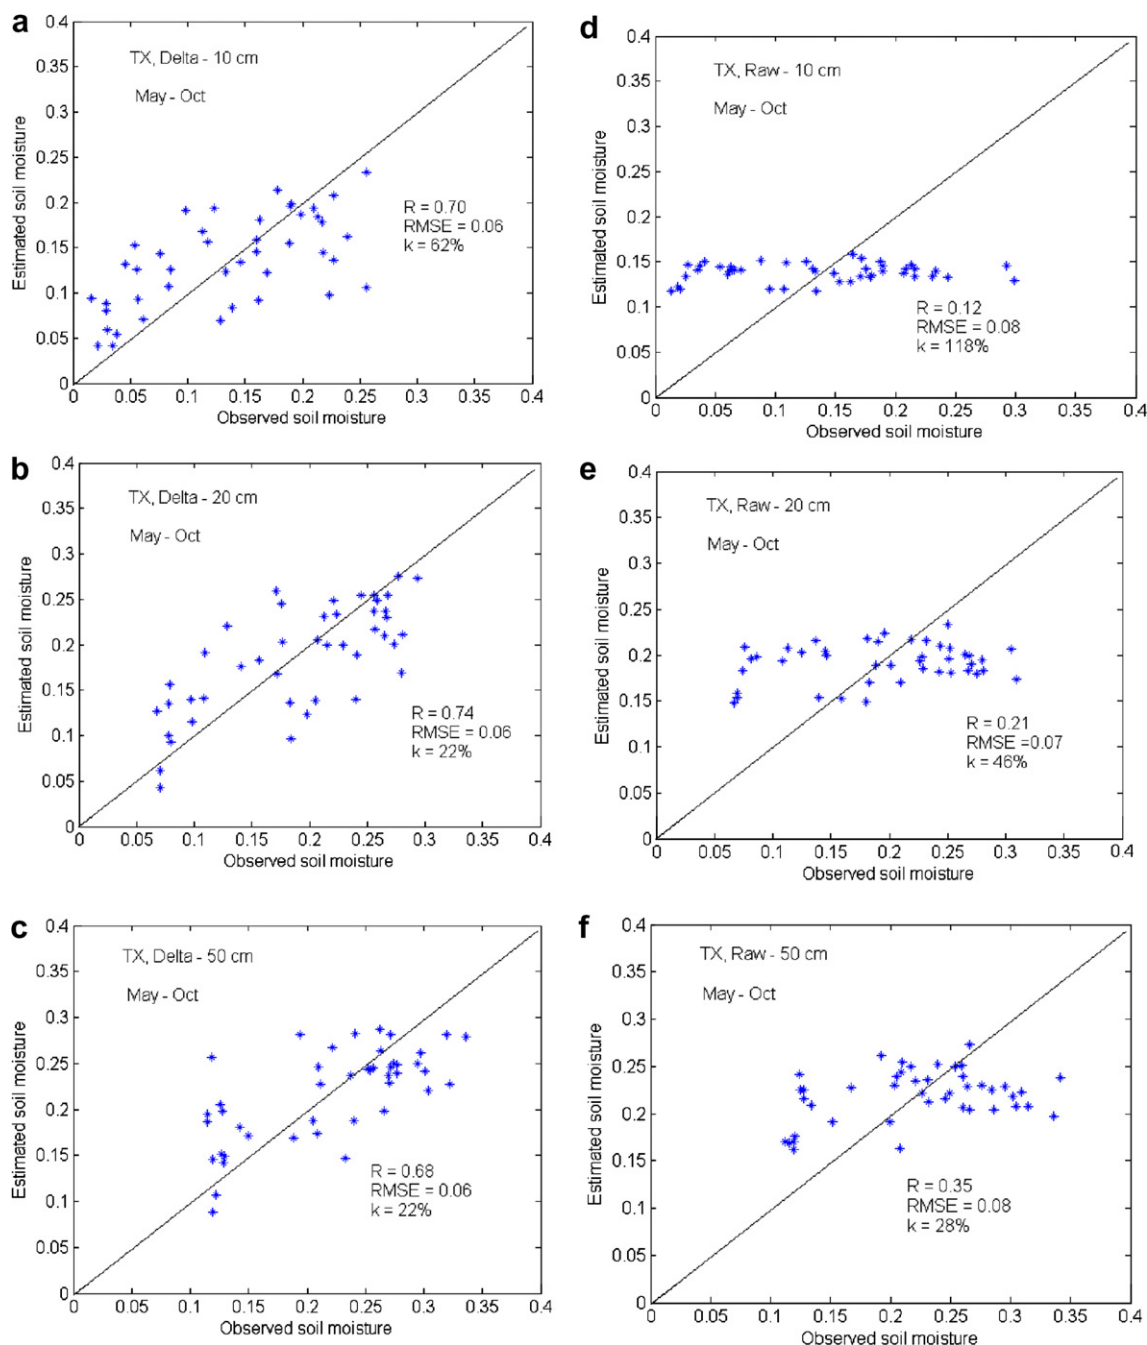 a
0.4
0.35
0.3
0.25
0.2
0.15
0.1
0.05
0
Estimated soil moisture
TX, Delta - 10 cm
May - Oct
R = 0.70
RMSE = 0.06
k = 62%
0.05 0.1 0.15 0.2 0.25 0.3 0.35 0.4
Observed soil moisture
d
0.4
0.35
0.3
0.25
0.2
0.15
0.1
0.05
0
Estimated soil moisture
TX, Raw - 10 cm
May - Oct
R = 0.12
RMSE = 0.08
k = 118%
0 0.05 0.1 0.15 0.2 0.25 0.3 0.35 0.4
Observed soil moisture
b
0.4
0.35
0.3
0.25
0.2
0.15
0.1
0.05
0
Estimated soil moisture
TX, Delta - 20 cm
May - Oct
R = 0.74
RMSE = 0.06
k = 22%
0 0.05 0.1 0.15 0.2 0.25 0.3 0.35 0.4
Observed soil moisture
e
0.4
0.35
0.3
0.25
0.2
0.15
0.1
0.05
0
Estimated soil moisture
TX, Raw - 20 cm
May - Oct
R = 0.21
RMSE =0.07
k = 46%
0 0.05 0.1 0.15 0.2 0.25 0.3 0.35 0.4
Observed soil moisture
c
0.4
0.35
0.3
0.25
0.2
0.15
0.1
0.05
0
Estimated soil moisture
TX, Delta - 50 cm
May - Oct
R = 0.68
RMSE = 0.06
k = 22%
0 0.05 0.1 0.15 0.2 0.25 0.3 0.35 0.4
Observed soil moisture
f
0.4
0.35
0.3
0.25
0.2
0.15
0.1
0.05
0
Estimated soil moisture
TX, Raw - 50 cm
May - Oct
R = 0.35
RMSE = 0.08
k = 28%
0 0.05 0.1 0.15 0.2 0.25 0.3 0.35 0.4
Observed soil moisture